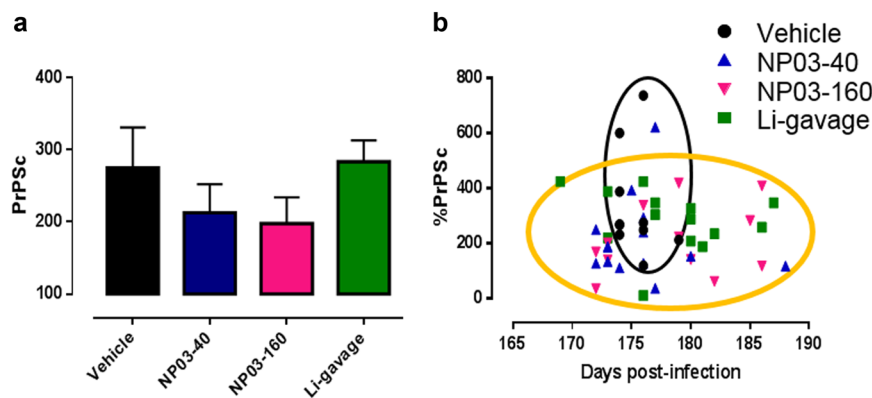 a
PrPSc
400
300
200
100
Vehicle
NP03-40
NP03-160
Li-gavage
b
Vehicle
NP03-40
NP03-160
Li-gavage
%PrPSc
800
600
400
200
0
165 170 175 180 185 190
Days post-infection